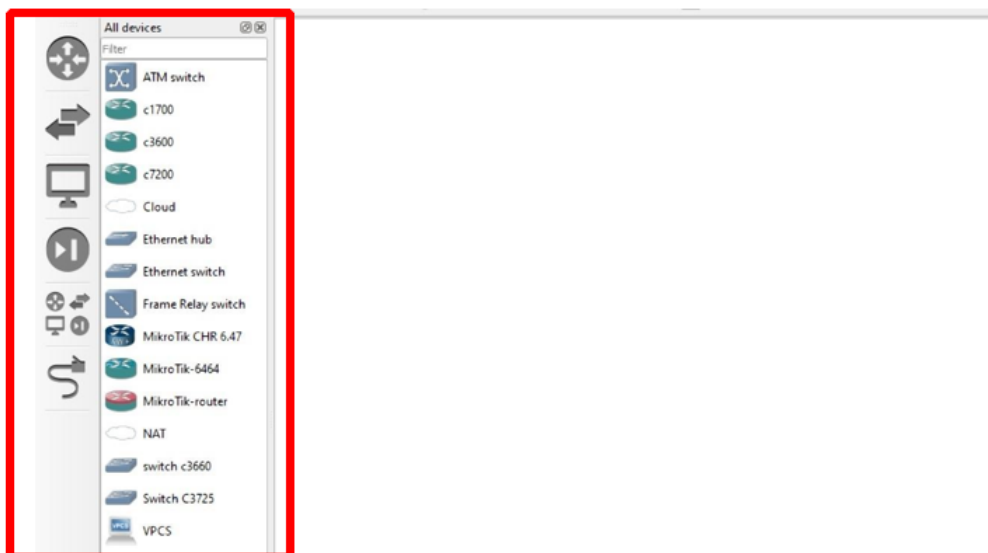 All devices
Filter
ATM switch
c1700
c3600
c7200
Cloud
Ethernet hub
Ethernet switch
Frame Relay switch
MikroTik CHR 6.47
MikroTik-6464
MikroTik-router
NAT
switch c3660
Switch C3725
VPCS